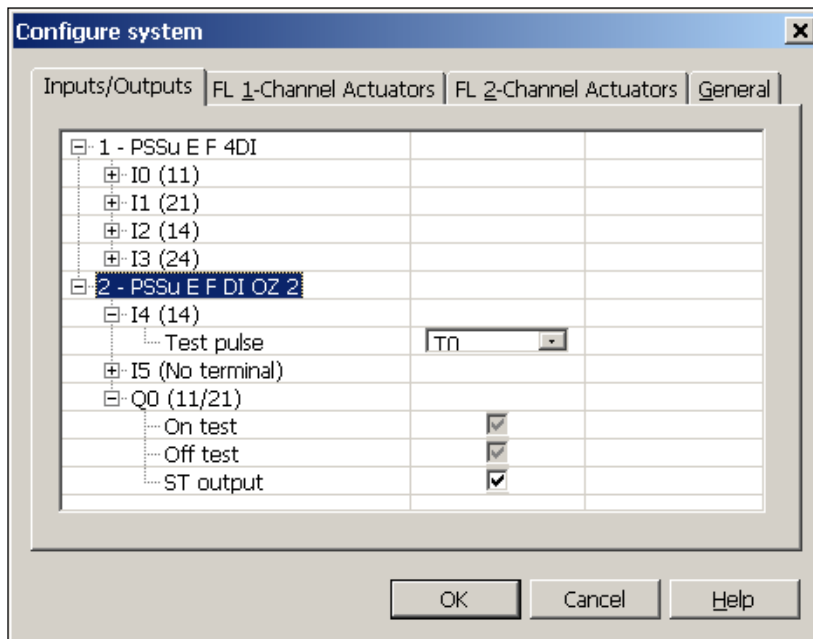 Configure system
Inputs/Outputs FL 1-Channel Actuators FL 2-Channel Actuators General
1 - PSSu E F 4DI
I0 (11)
I1 (21)
I2 (14)
I3 (24)
2 - PSSu E F DI OZ 2
I4 (14)
Test pulse T0
I5 (No terminal)
Q0 (11/21)
On test
Off test
ST output
OK Cancel Help